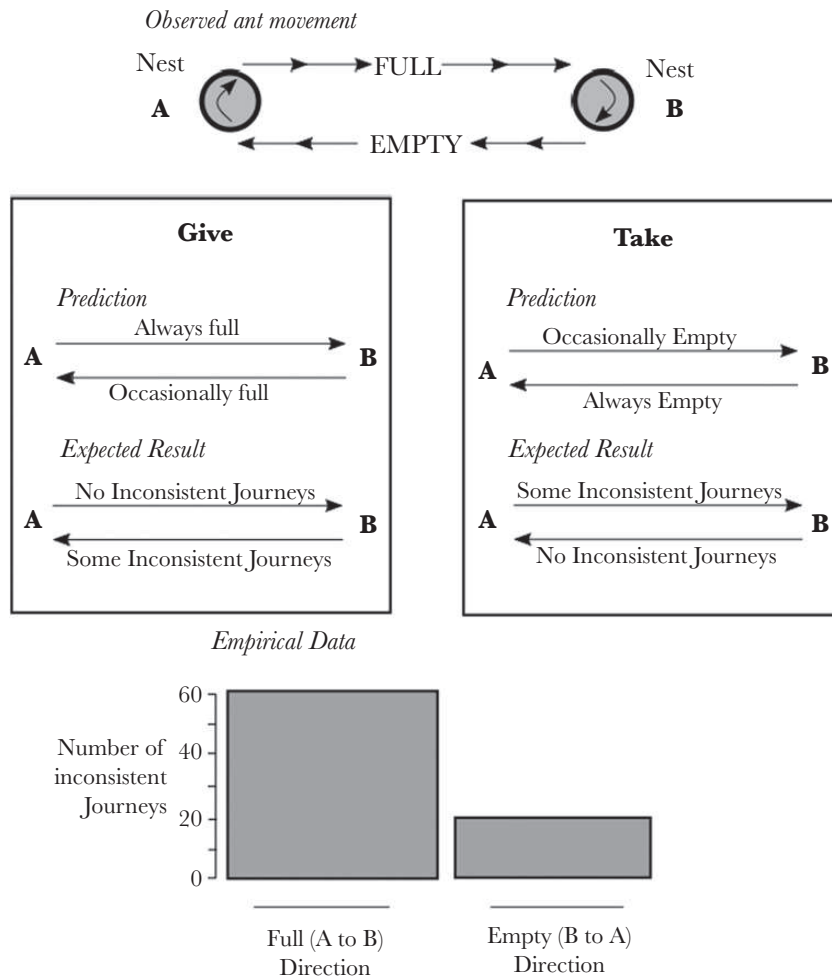 Observed ant movement
Nest
A
FULL
EMPTY
Nest
B
Give
Prediction
A
Always full
B
Occasionally full
Expected Result
A
No Inconsistent Journeys
B
Some Inconsistent Journeys
Take
Prediction
A
Occasionally Empty
B
Always Empty
Expected Result
A
Some Inconsistent Journeys
B
No Inconsistent Journeys
Empirical Data
Number of
inconsistent
Journeys
60
40
20
0
Full (A to B)
Direction
Empty (B to A)
Direction